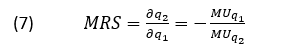 (7) MRS = ∂q₂/∂q₁ = − MU_q₁/MU_q₂